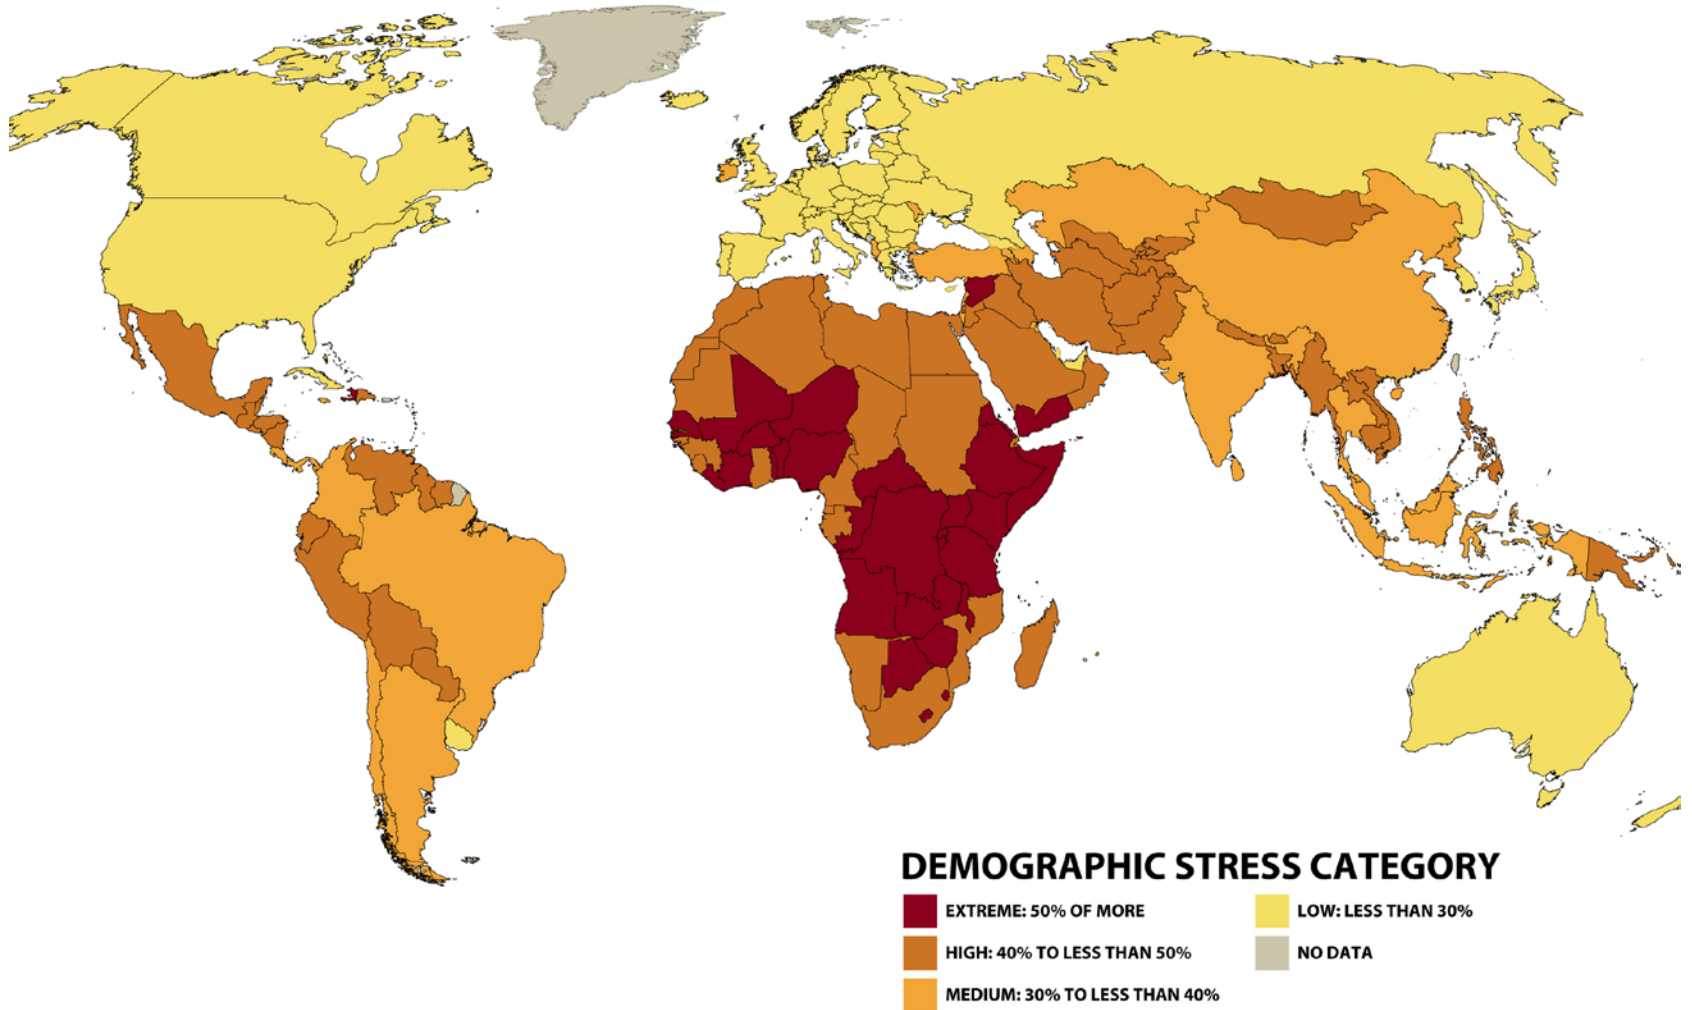 DEMOGRAPHIC STRESS CATEGORY
EXTREME: 50% OF MORE
HIGH: 40% TO LESS THAN 50%
MEDIUM: 30% TO LESS THAN 40%
LOW: LESS THAN 30%
NO DATA